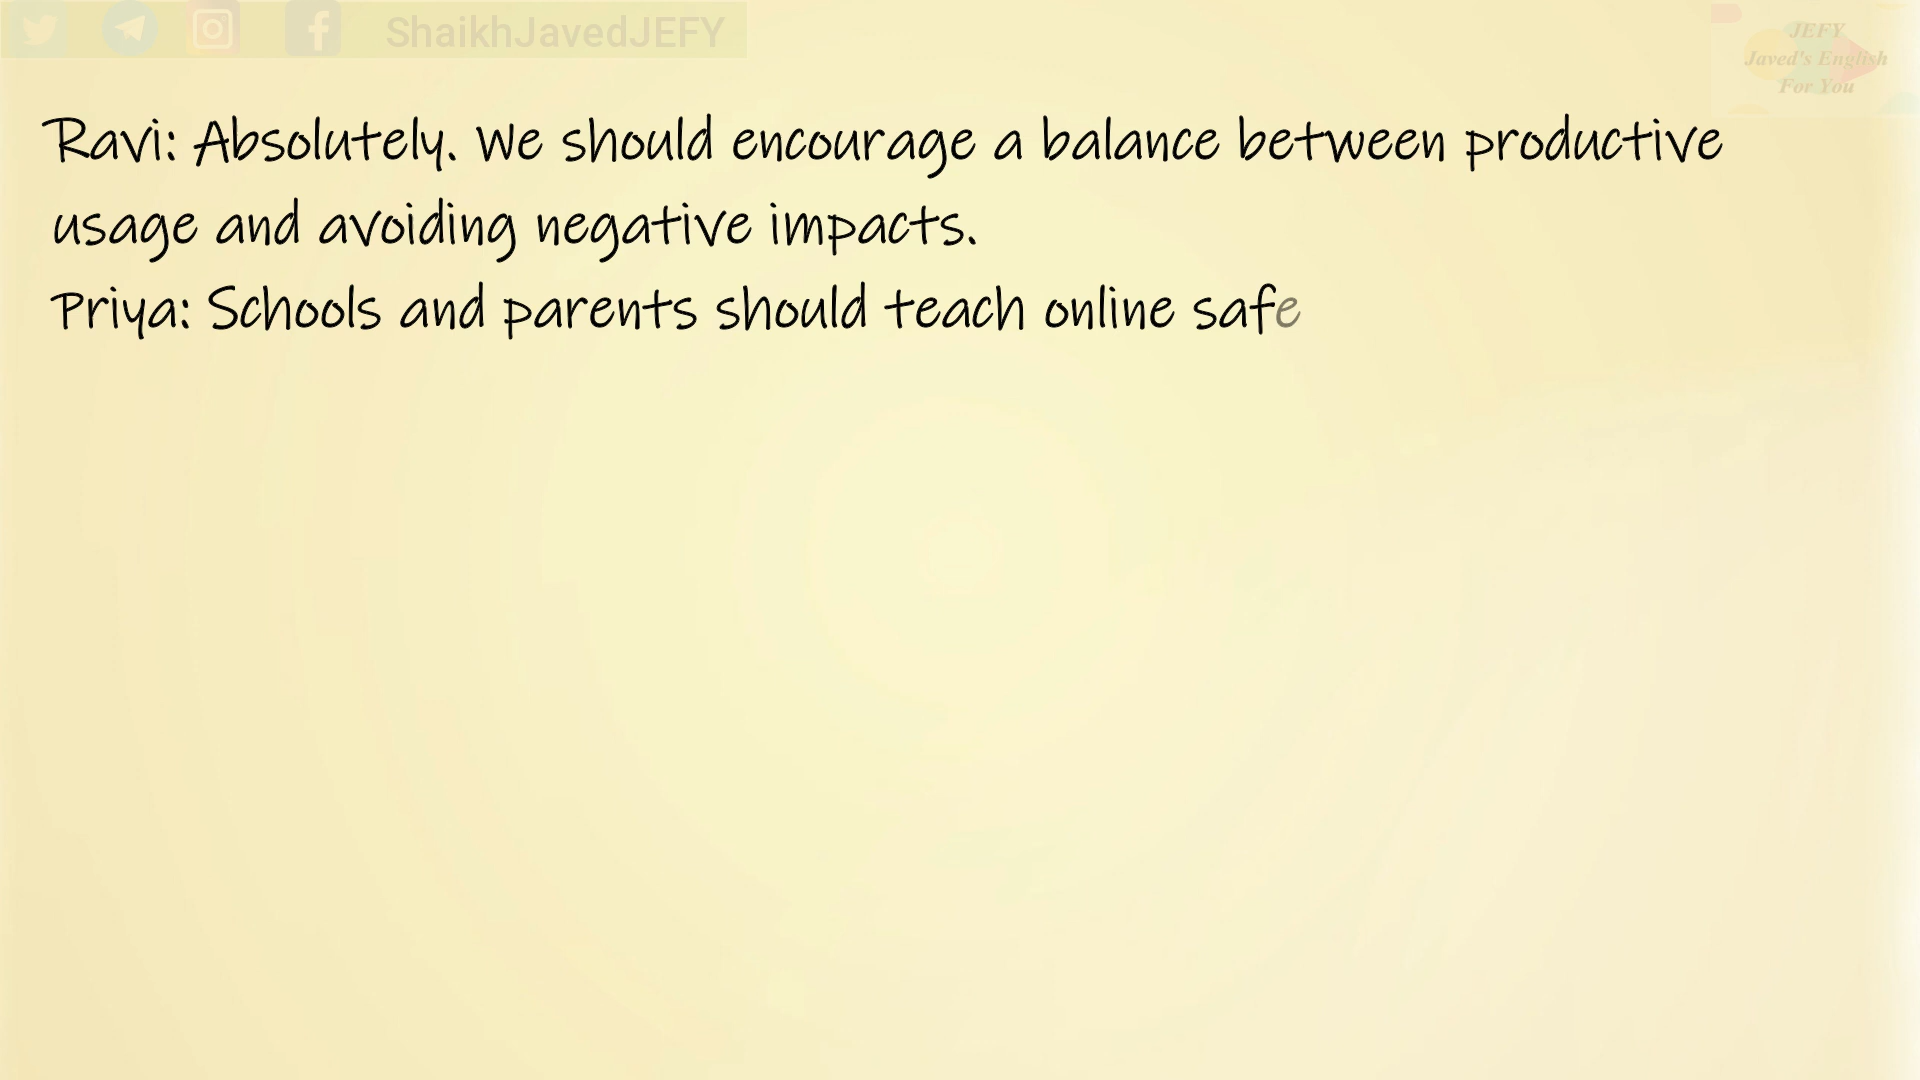 ShaikhJavedJEFY
JEFY
Javed's English
For You
Ravi: Absolutely. We should encourage a balance between productive
usage and avoiding negative impacts.
Priya: Schools and parents should teach online safe